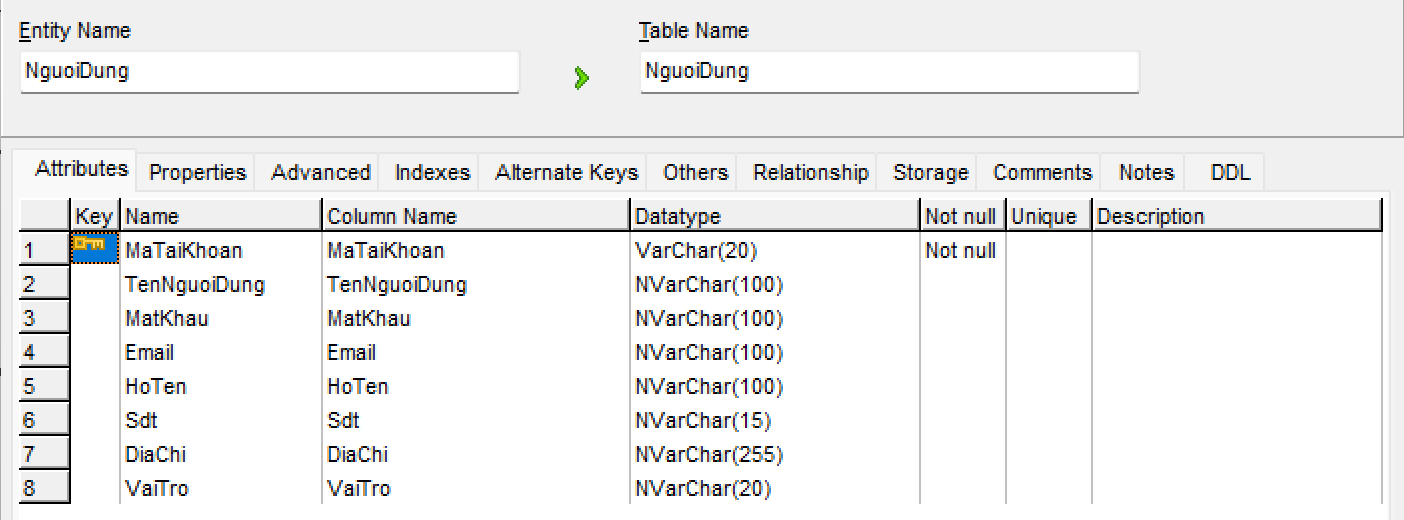 Entity Name Table Name
NguoiDung NguoiDung
Attributes Properties Advanced Indexes Alternate Keys Others Relationship Storage Comments Notes DDL
Key Name Column Name Datatype Not null Unique Description
1 MaTaiKhoan MaTaiKhoan VarChar(20) Not null
2 TenNguoiDung TenNguoiDung NVarChar(100)
3 MatKhau MatKhau NVarChar(100)
4 Email Email NVarChar(100)
5 HoTen HoTen NVarChar(100)
6 Sdt Sdt NVarChar(15)
7 DiaChi DiaChi NVarChar(255)
8 VaiTro VaiTro NVarChar(20)